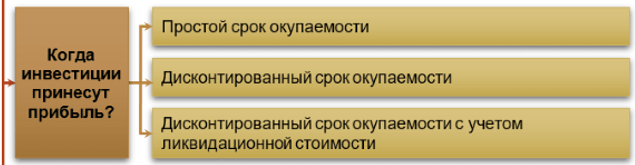 Когда
инвестиции
принесут
прибыль?
Простой срок окупаемости
Дисконтированный срок окупаемости
Дисконтированный срок окупаемости с учетом
ликвидационной стоимости